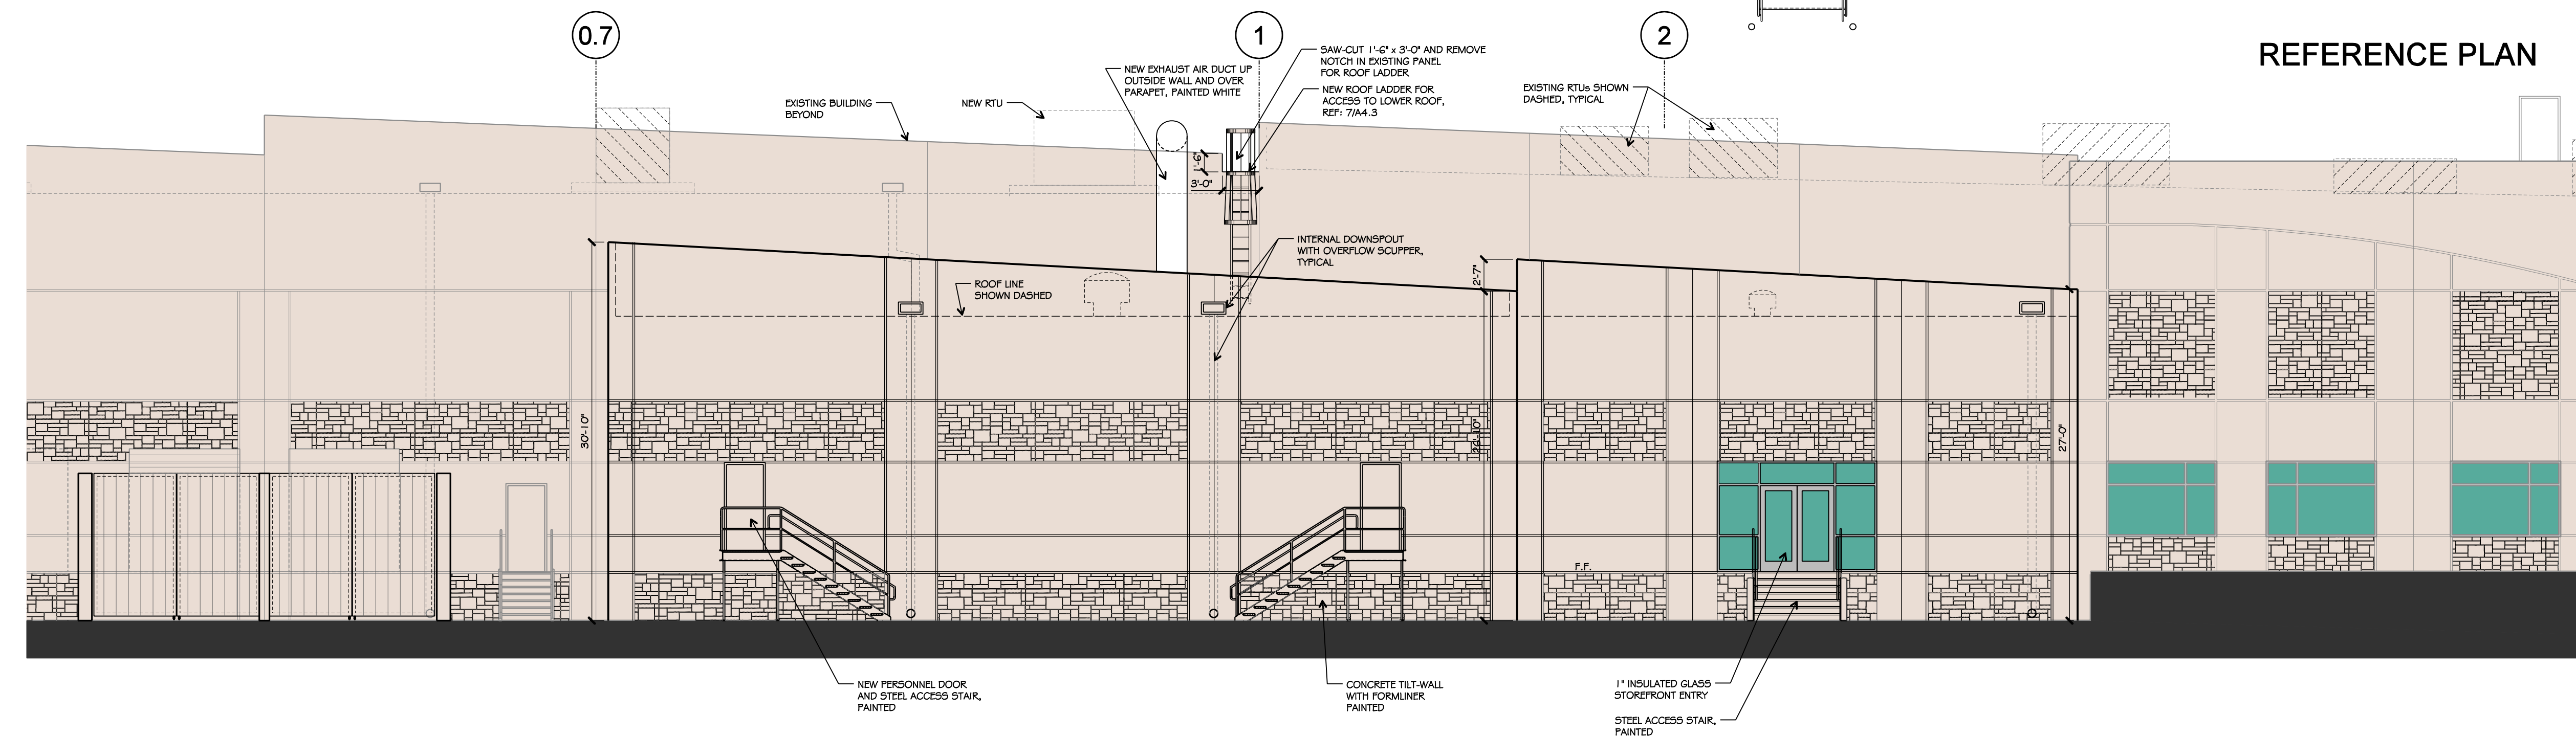 0.7
1
2
REFERENCE PLAN
SAW-CUT 1'-6" x 3'-0" AND REMOVE
NOTCH IN EXISTING PANEL
FOR ROOF LADDER
NEW EXHAUST AIR DUCT UP
OUTSIDE WALL AND OVER
PARAPET, PAINTED WHITE
NEW ROOF LADDER FOR
ACCESS TO LOWER ROOF,
REF: 7/A4.3
EXISTING RTUs SHOWN
DASHED, TYPICAL
EXISTING BUILDING
BEYOND
NEW RTU
1'-6"
3'-0"
INTERNAL DOWNSPOUT
WITH OVERFLOW SCUPPER,
TYPICAL
2'-7"
ROOF LINE
SHOWN DASHED
30'-10"
27'-0"
F.F.
NEW PERSONNEL DOOR
AND STEEL ACCESS STAIR,
PAINTED
CONCRETE TILT-WALL
WITH FORMLINER
PAINTED
1" INSULATED GLASS
STOREFRONT ENTRY
STEEL ACCESS STAIR,
PAINTED